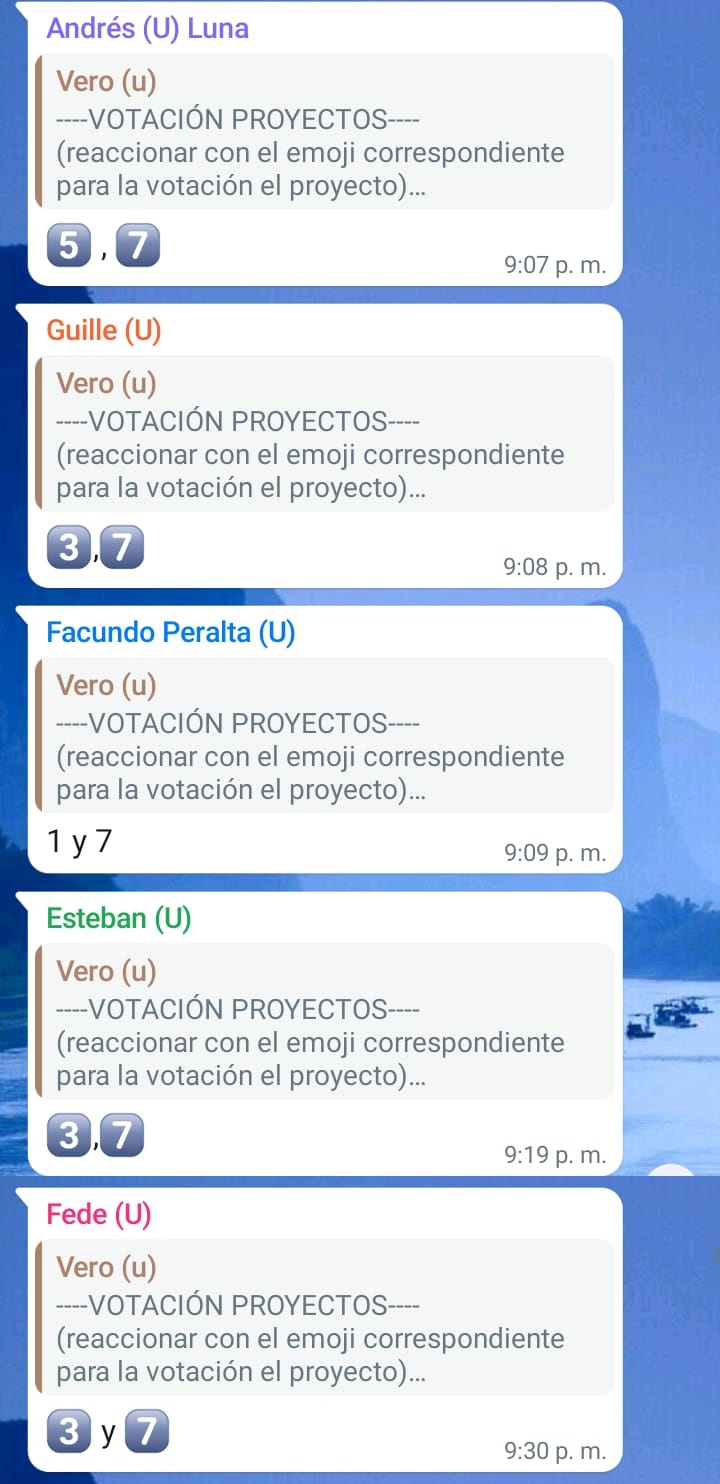 Andrés (U) Luna
Vero (u)
----VOTACIÓN PROYECTOS----
(reaccionar con el emoji correspondiente
para la votación el proyecto)...
5️⃣ , 7️⃣
9:07 p. m.
Guille (U)
Vero (u)
----VOTACIÓN PROYECTOS----
(reaccionar con el emoji correspondiente
para la votación el proyecto)...
3️⃣,7️⃣
9:08 p. m.
Facundo Peralta (U)
Vero (u)
----VOTACIÓN PROYECTOS----
(reaccionar con el emoji correspondiente
para la votación el proyecto)...
1 y 7
9:09 p. m.
Esteban (U)
Vero (u)
----VOTACIÓN PROYECTOS----
(reaccionar con el emoji correspondiente
para la votación el proyecto)...
3️⃣,7️⃣
9:19 p. m.
Fede (U)
Vero (u)
----VOTACIÓN PROYECTOS----
(reaccionar con el emoji correspondiente
para la votación el proyecto)...
3️⃣ y 7️⃣
9:30 p. m.